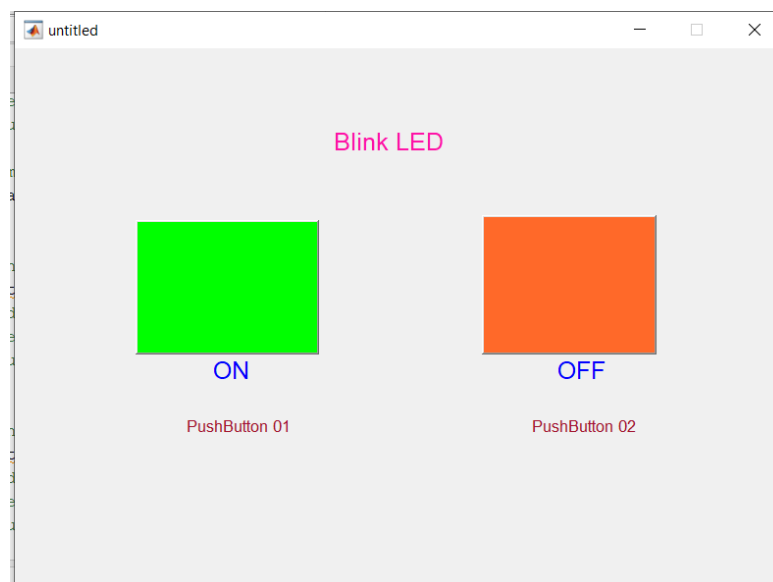 untitled
Blink LED
ON
OFF
PushButton 01
PushButton 02